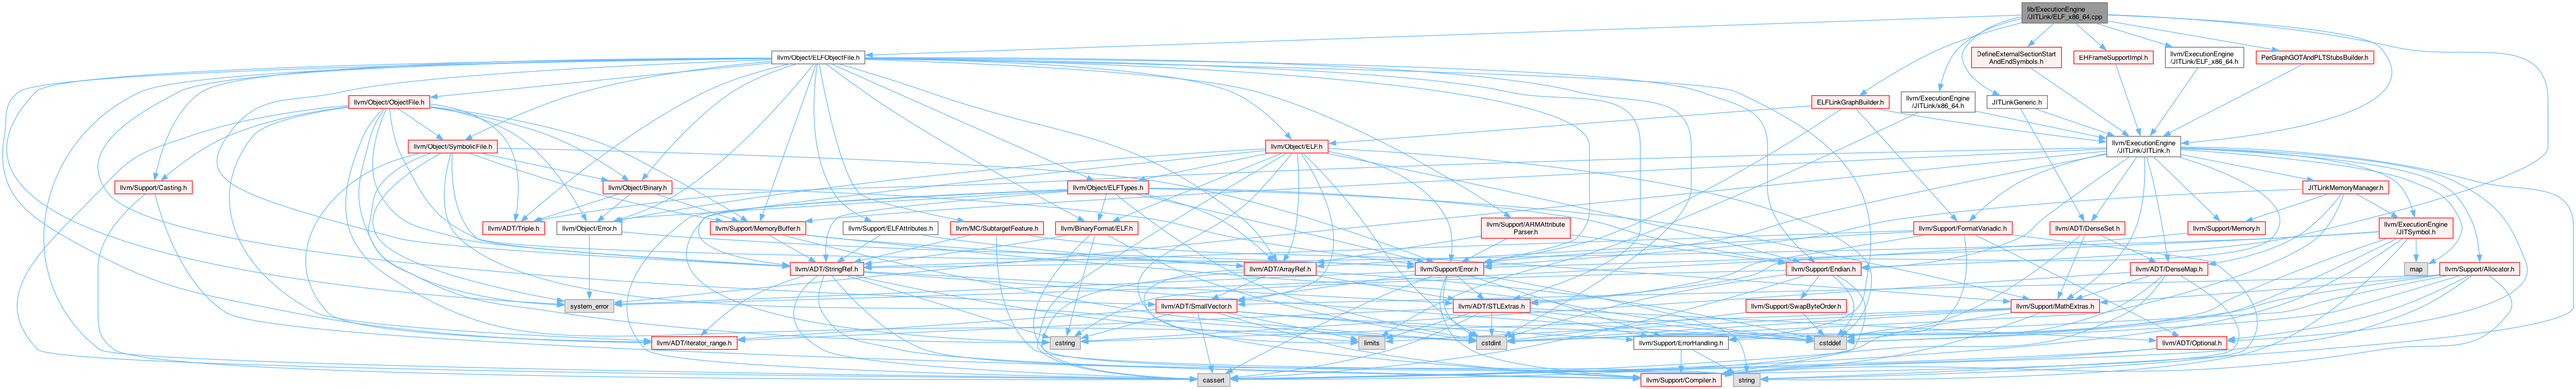 lib/ExecutionEngine
/JITLink/ELF_x86_64.cpp
llvm/Object/ELFObjectFile.h
DefineExternalSectionStart
AndEndSymbols.h
EHFrameSupportImpl.h
llvm/ExecutionEngine
/JITLink/ELF_x86_64.h
PerGraphGOTAndPLTStubsBuilder.h
llvm/Object/ObjectFile.h
ELFLinkGraphBuilder.h
llvm/ExecutionEngine
/JITLink/x86_64.h
JITLinkGeneric.h
llvm/Object/SymbolicFile.h
llvm/Object/ELF.h
llvm/ExecutionEngine
/JITLink/JITLink.h
llvm/Support/Casting.h
llvm/Object/Binary.h
llvm/Object/ELFTypes.h
JITLinkMemoryManager.h
llvm/ADT/Triple.h
llvm/Object/Error.h
llvm/Support/MemoryBuffer.h
llvm/Support/ELFAttributes.h
llvm/MC/SubtargetFeature.h
llvm/BinaryFormat/ELF.h
llvm/Support/ARMAttribute
Parser.h
llvm/Support/FormatVariadic.h
llvm/ADT/DenseSet.h
llvm/Support/Memory.h
llvm/ExecutionEngine
/JITSymbol.h
llvm/ADT/StringRef.h
llvm/ADT/ArrayRef.h
llvm/Support/Error.h
llvm/Support/Endian.h
llvm/ADT/DenseMap.h
map
llvm/Support/Allocator.h
system_error
llvm/ADT/SmallVector.h
llvm/ADT/STLExtras.h
llvm/Support/SwapByteOrder.h
llvm/Support/MathExtras.h
llvm/ADT/iterator_range.h
cstring
limits
cstdint
llvm/Support/ErrorHandling.h
cstddef
llvm/ADT/Optional.h
cassert
llvm/Support/Compiler.h
string